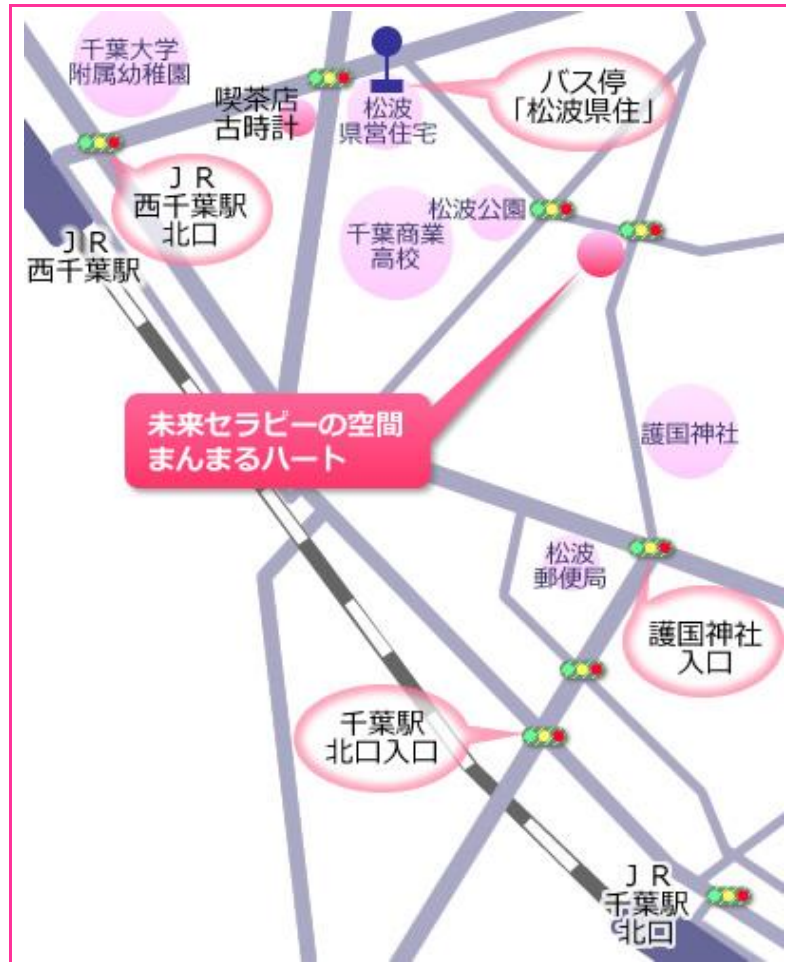 千葉大学
附属幼稚園
喫茶店
古時計
松波
県営住宅
バス停
「松波県住」
ＪＲ
西千葉駅
北口
ＪＲ
西千葉駅
松波公園
千葉商業
高校
未来セラピーの空間
まんまるハート
護国神社
松波
郵便局
護国神社
入口
千葉駅
北口入口
ＪＲ
千葉駅
北口